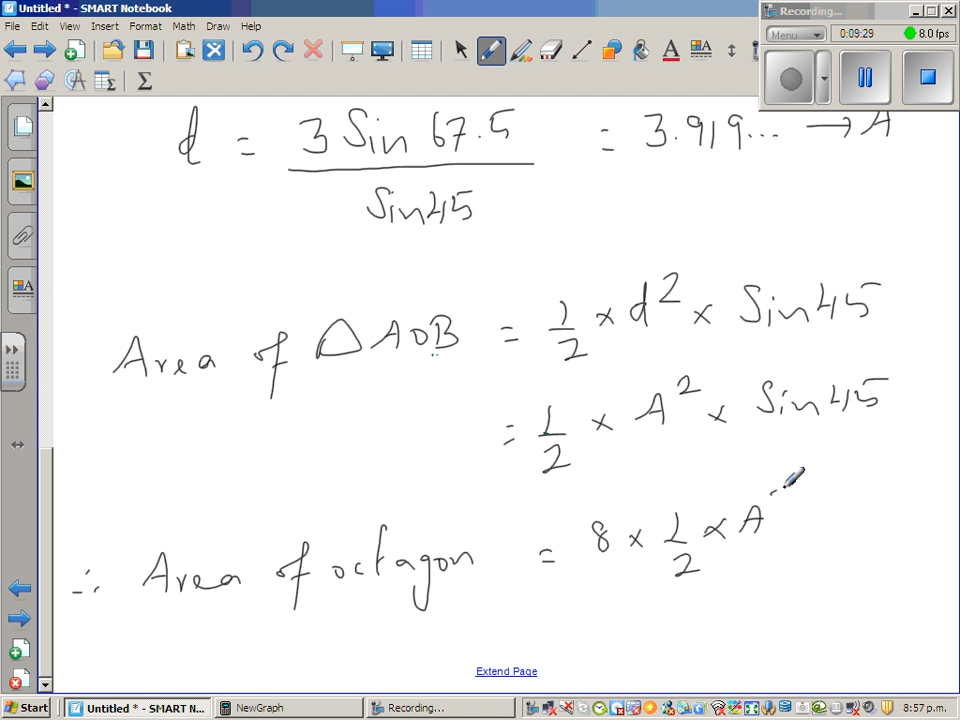 Untitled * - SMART Notebook
Recording...
File Edit View Insert Format Tools Math Draw Help
Menu 0:09:29 8.0 fps
d = 3 Sin 67.5 / Sin45 = 3.919... → A
Area of △AOB = 1/2 × d² × Sin45
= 1/2 × A² × Sin45
∴ Area of octagon = 8 × 1/2 × A
Extend Page
Start Untitled * - SMART N... NewGraph Recording... 8:57 p.m.